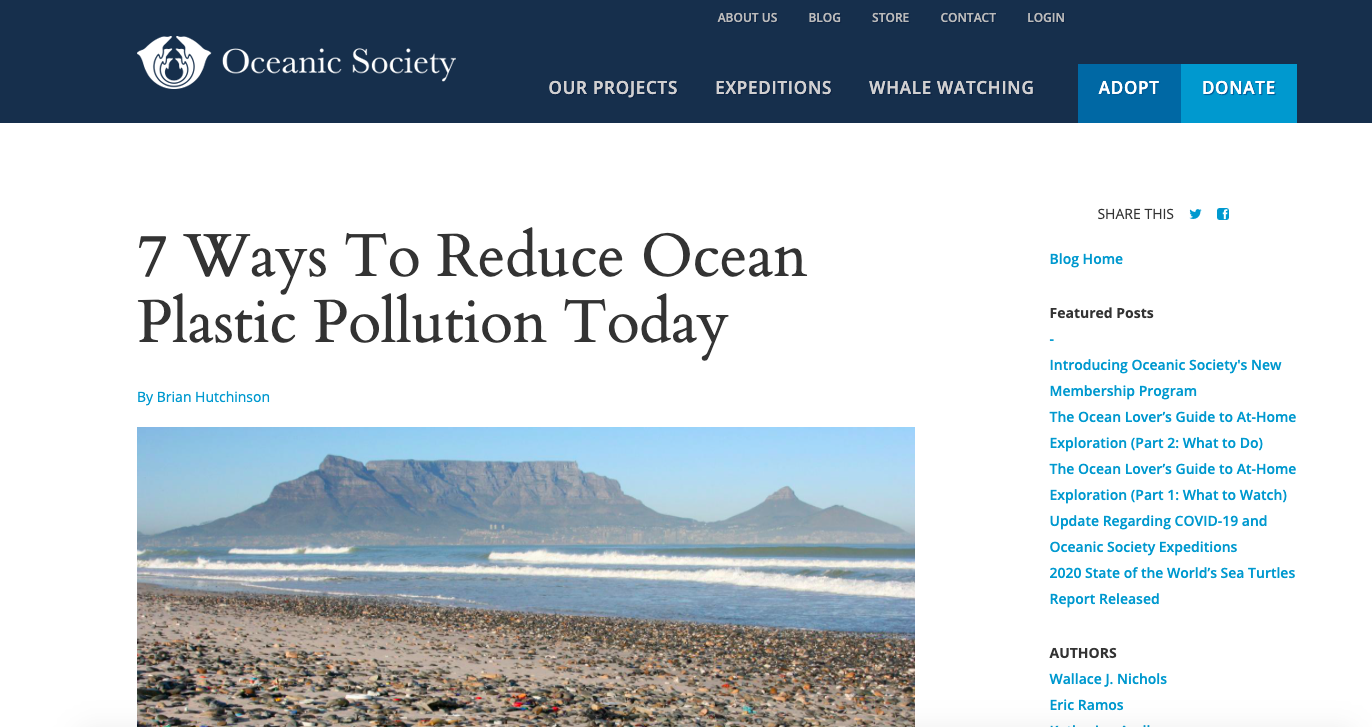 ABOUT US BLOG STORE CONTACT LOGIN
Oceanic Society
OUR PROJECTS EXPEDITIONS WHALE WATCHING ADOPT DONATE
7 Ways To Reduce Ocean
Plastic Pollution Today
By Brian Hutchinson
SHARE THIS
Blog Home
Featured Posts
-
Introducing Oceanic Society's New
Membership Program
The Ocean Lover’s Guide to At-Home
Exploration (Part 2: What to Do)
The Ocean Lover’s Guide to At-Home
Exploration (Part 1: What to Watch)
Update Regarding COVID-19 and
Oceanic Society Expeditions
2020 State of the World’s Sea Turtles
Report Released
AUTHORS
Wallace J. Nichols
Eric Ramos